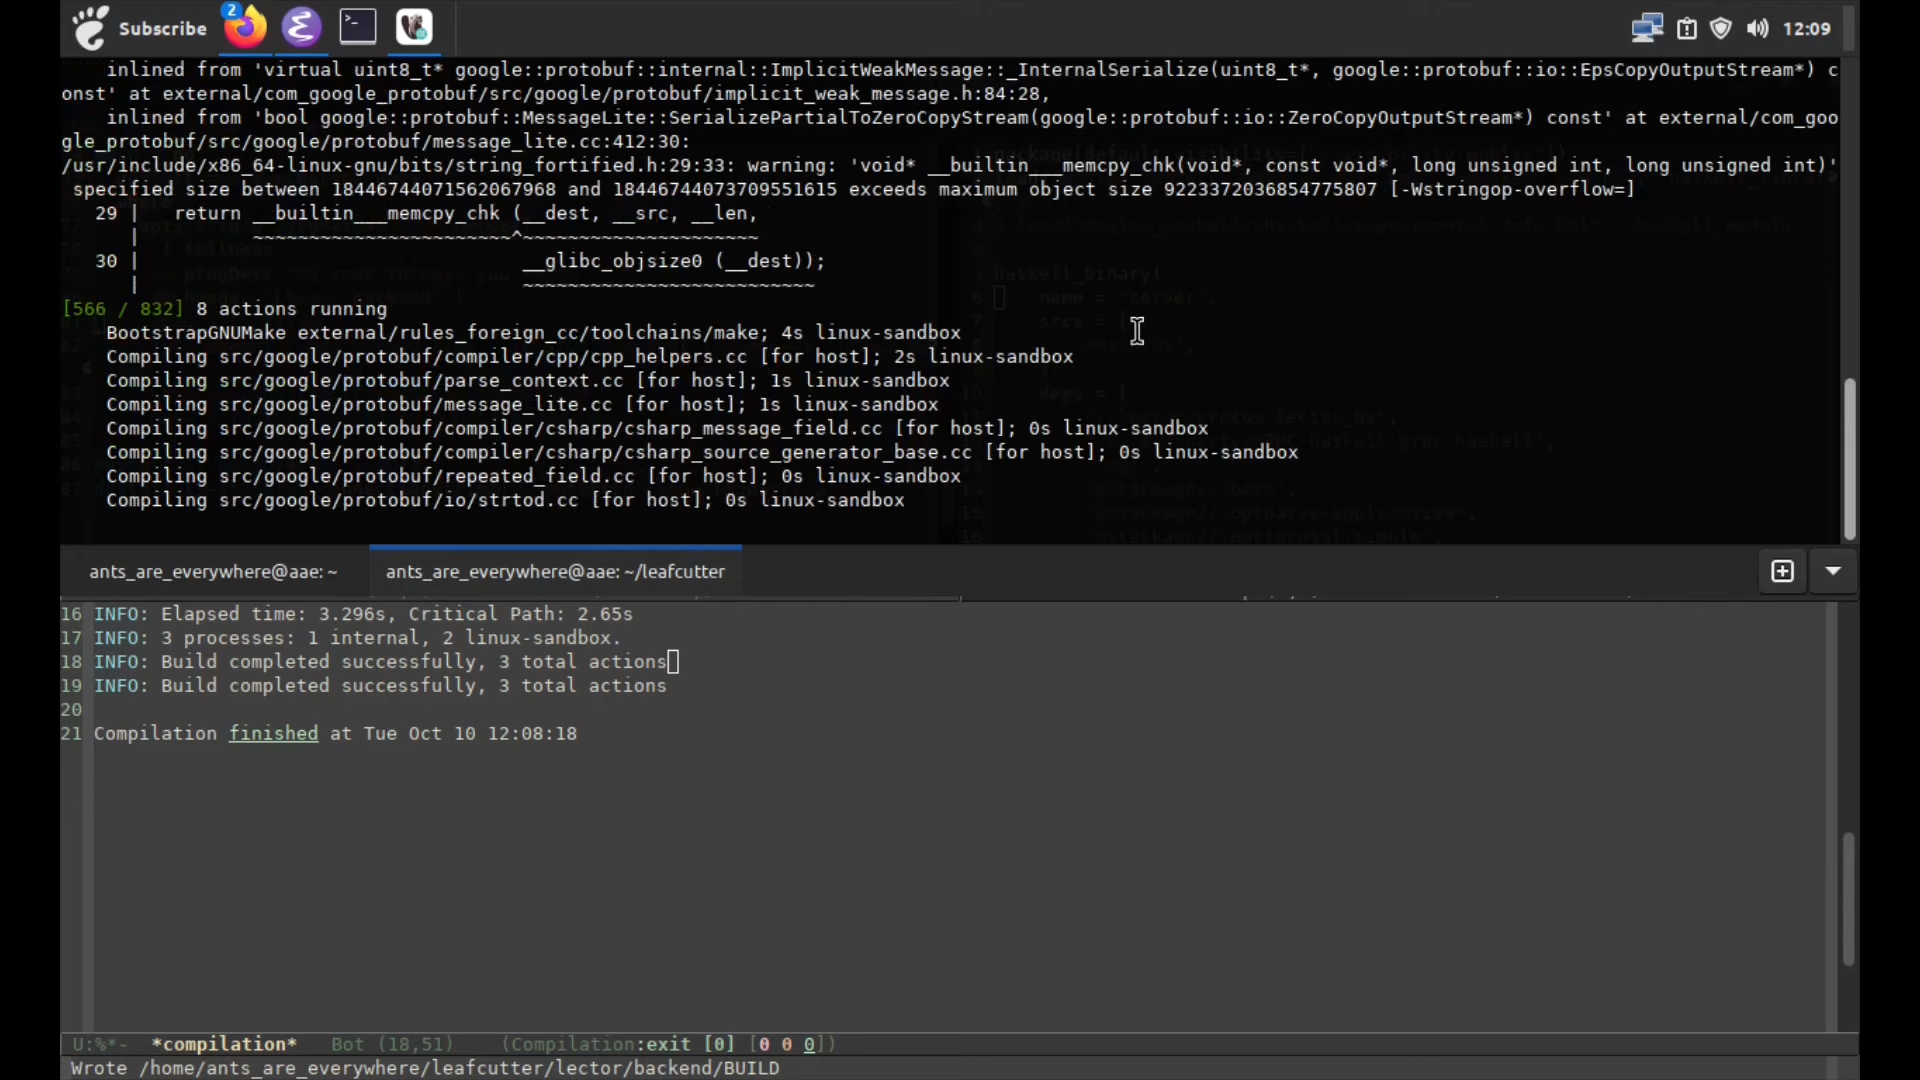 Subscribe
2
12:09
inlined from 'virtual uint8_t* google::protobuf::internal::ImplicitWeakMessage::_InternalSerialize(uint8_t*, google::protobuf::io::EpsCopyOutputStream*) c
onst' at external/com_google_protobuf/src/google/protobuf/implicit_weak_message.h:84:28,
inlined from 'bool google::protobuf::MessageLite::SerializePartialToZeroCopyStream(google::protobuf::io::ZeroCopyOutputStream*) const' at external/com_goo
gle_protobuf/src/google/protobuf/message_lite.cc:412:30:
/usr/include/x86_64-linux-gnu/bits/string_fortified.h:29:33: warning: 'void* __builtin___memcpy_chk(void*, const void*, long unsigned int, long unsigned int)'
specified size between 18446744071562067968 and 18446744073709551615 exceeds maximum object size 9223372036854775807 [-Wstringop-overflow=]
29 |   return __builtin___memcpy_chk (__dest, __src, __len,
|          ~~~~~~~~~~~~~~~~~~~~~~~^~~~~~~~~~~~~~~~~~~~~~
30 |                                  __glibc_objsize0 (__dest));
|                                  ~~~~~~~~~~~~~~~~~~~~~~~~~~
[566 / 832] 8 actions running
BootstrapGNUMake external/rules_foreign_cc/toolchains/make; 4s linux-sandbox
Compiling src/google/protobuf/compiler/cpp/cpp_helpers.cc [for host]; 2s linux-sandbox
Compiling src/google/protobuf/parse_context.cc [for host]; 1s linux-sandbox
Compiling src/google/protobuf/message_lite.cc [for host]; 1s linux-sandbox
Compiling src/google/protobuf/compiler/csharp/csharp_message_field.cc [for host]; 0s linux-sandbox
Compiling src/google/protobuf/compiler/csharp/csharp_source_generator_base.cc [for host]; 0s linux-sandbox
Compiling src/google/protobuf/repeated_field.cc [for host]; 0s linux-sandbox
Compiling src/google/protobuf/io/strtod.cc [for host]; 0s linux-sandbox
ants_are_everywhere@aae: ~
ants_are_everywhere@aae: ~/leafcutter
16 INFO: Elapsed time: 3.296s, Critical Path: 2.65s
17 INFO: 3 processes: 1 internal, 2 linux-sandbox.
18 INFO: Build completed successfully, 3 total actions
19 INFO: Build completed successfully, 3 total actions
20
21 Compilation finished at Tue Oct 10 12:08:18
U:%*-  *compilation*   Bot (18,51)    (Compilation:exit [0] [0 0 0])
Wrote /home/ants_are_everywhere/leafcutter/lector/backend/BUILD